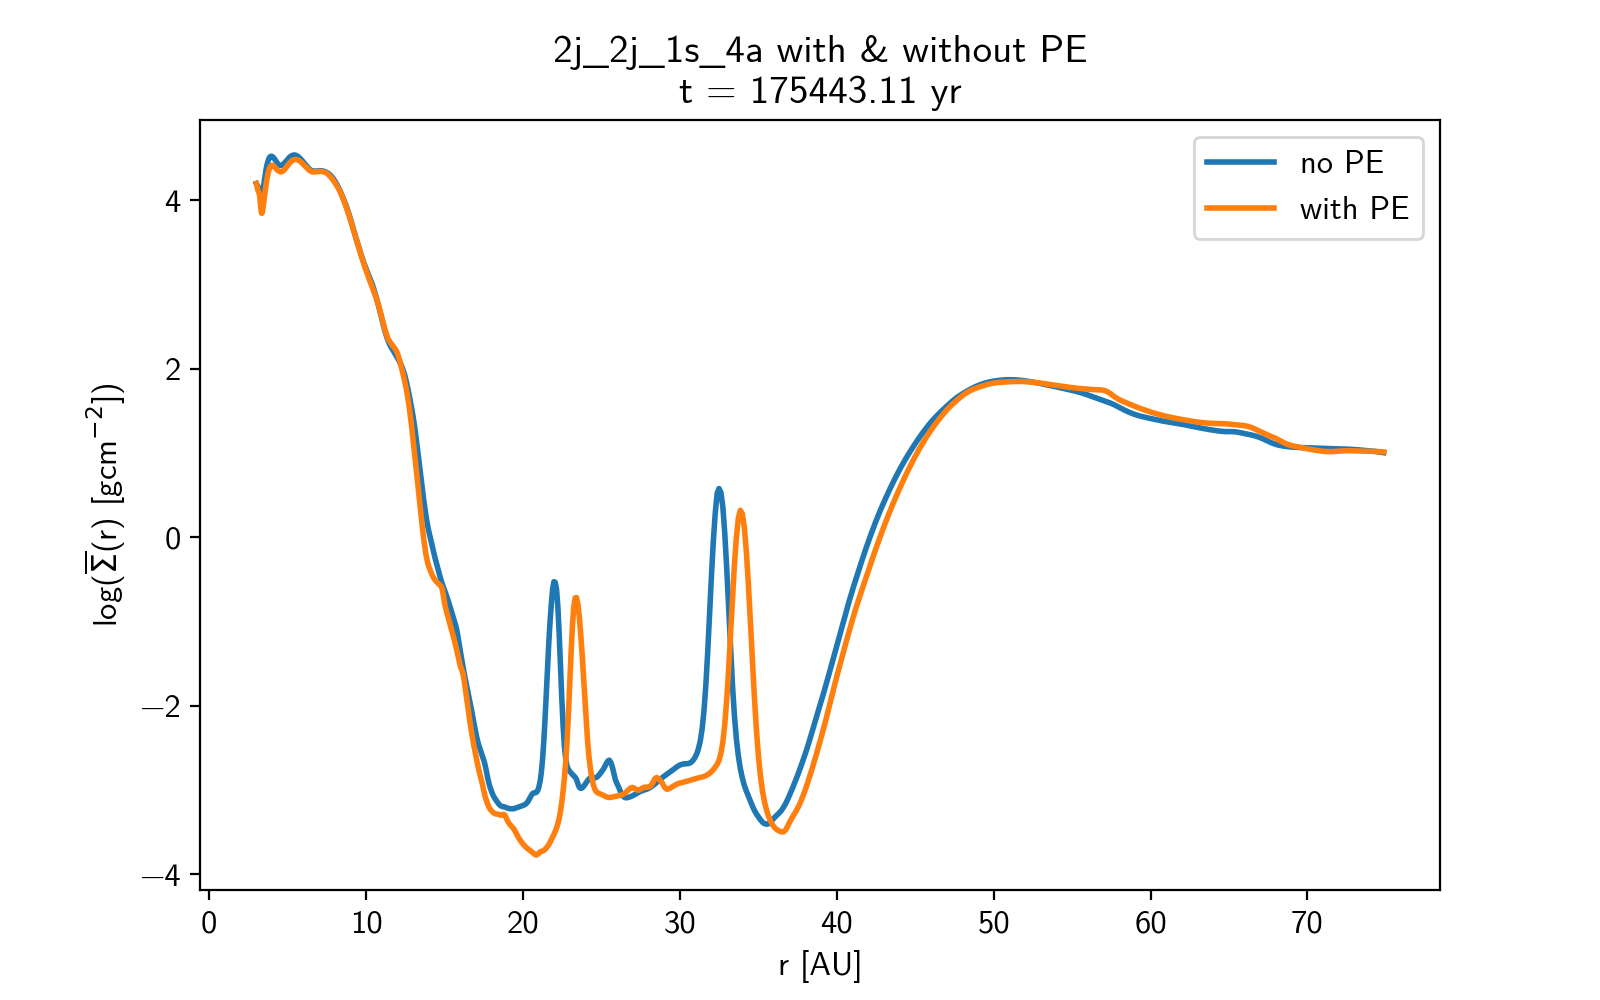 2j_2j_1s_4a with & without PE
t = 175443.11 yr
no PE
with PE
4
2
0
−2
−4
log(Σ̅(r) [gcm⁻²])
0 10 20 30 40 50 60 70
r [AU]